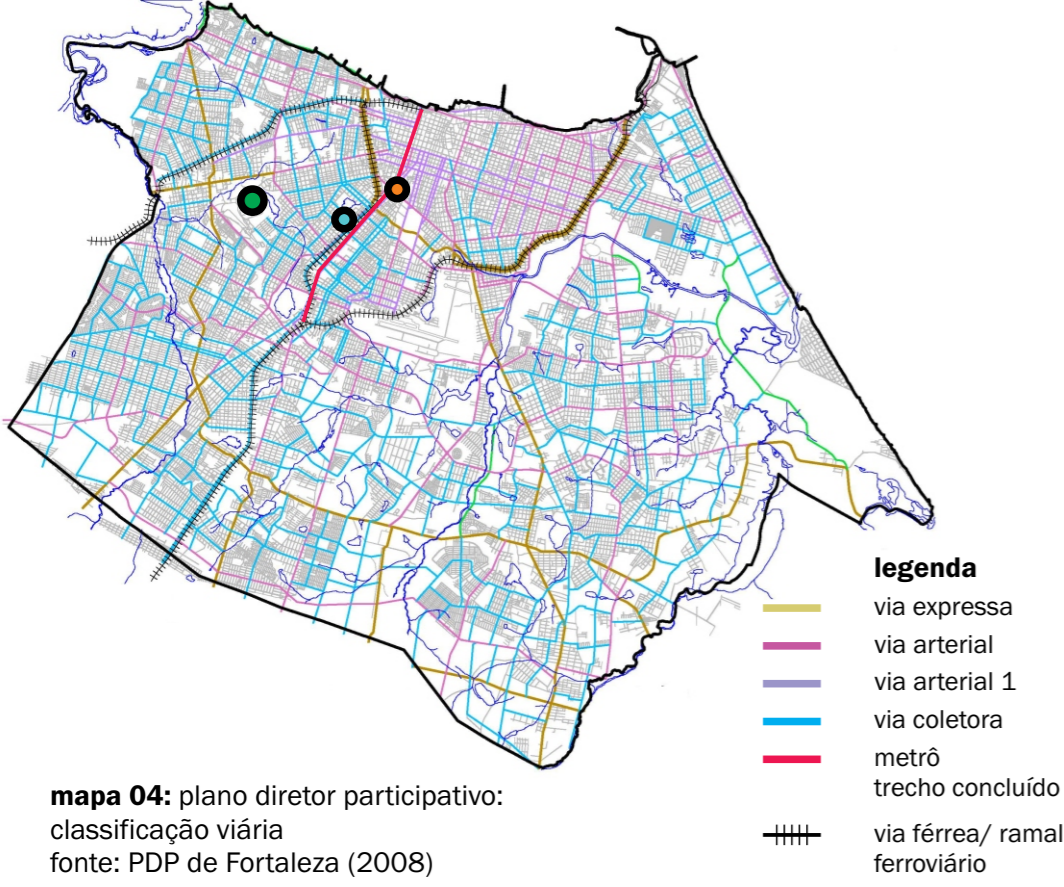 legenda
via expressa
via arterial
via arterial 1
via coletora
metrô
trecho concluído
via férrea/ ramal
ferroviário
mapa 04: plano diretor participativo:
classificação viária
fonte: PDP de Fortaleza (2008)